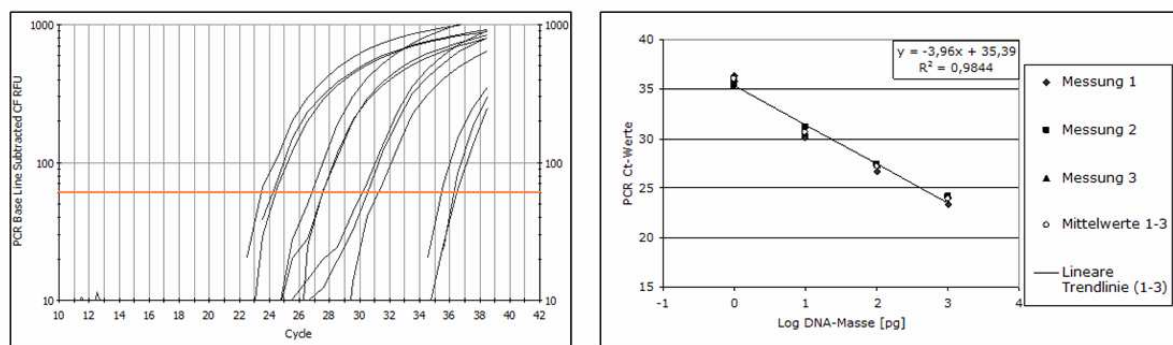 PCR Base Line Subtracted CF RFU
1000
100
10
1000
100
10
10 12 14 16 18 20 22 24 26 28 30 32 34 36 38 40 42
Cycle
PCR Ct-Werte
40
35
30
25
20
15
-1 0 1 2 3 4
Log DNA-Masse [pg]
y = -3,96x + 35,39
R² = 0,9844
Messung 1
Messung 2
Messung 3
Mittelwerte 1-3
Lineare
Trendlinie (1-3)